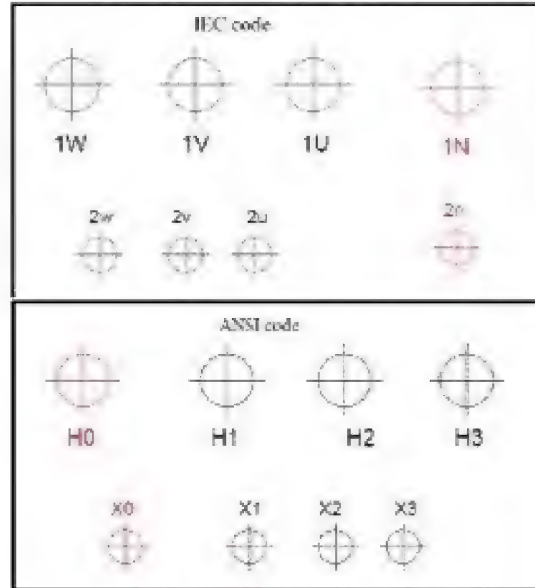 IEC code
1W 1V 1U 1N
2w 2v 2u 2n
ANSI code
H0 H1 H2 H3
X0 X1 X2 X3